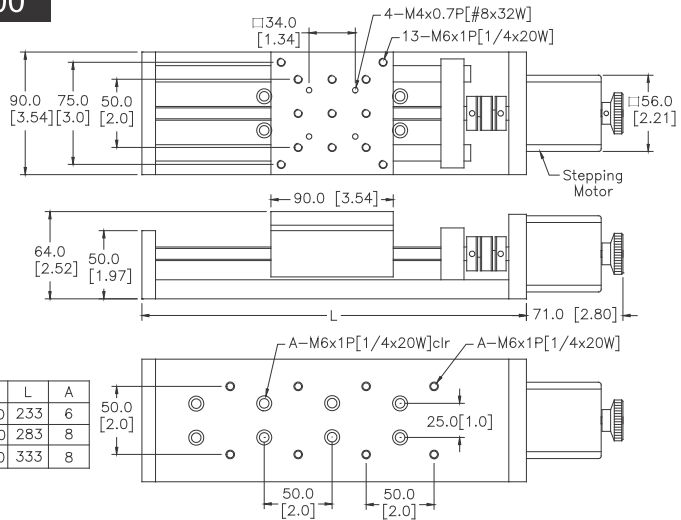 00
□34.0
[1.34]
4-M4x0.7P[#8x32W]
13-M6x1P[1/4x20W]
90.0
[3.54]
75.0
[3.0]
50.0
[2.0]
□56.0
[2.21]
Stepping
Motor
90.0 [3.54]
64.0
[2.52]
50.0
[1.97]
L
71.0 [2.80]
A-M6x1P[1/4x20W]clr
A-M6x1P[1/4x20W]
L A
0 233 6
0 283 8
0 333 8
50.0
[2.0]
25.0[1.0]
50.0
[2.0]
50.0
[2.0]